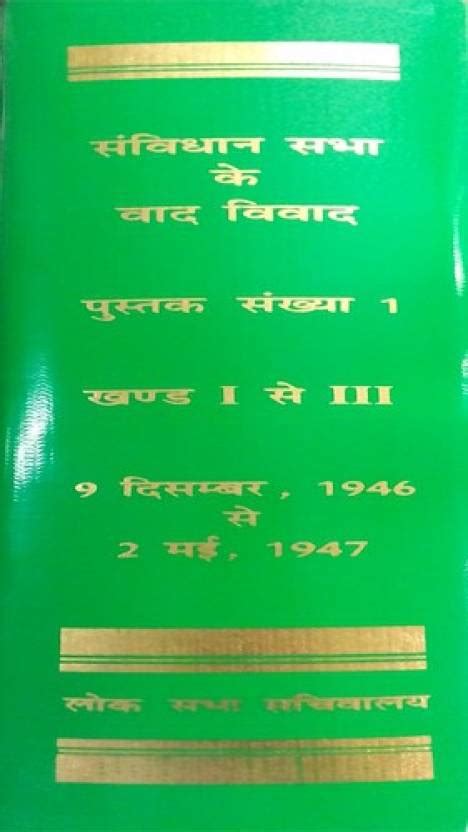 संविधान सभा
के
वाद विवाद
पुस्तक संख्या 1
खण्ड I से III
9 दिसम्बर, 1946
से
2 मई, 1947
लोक सभा सचिवालय